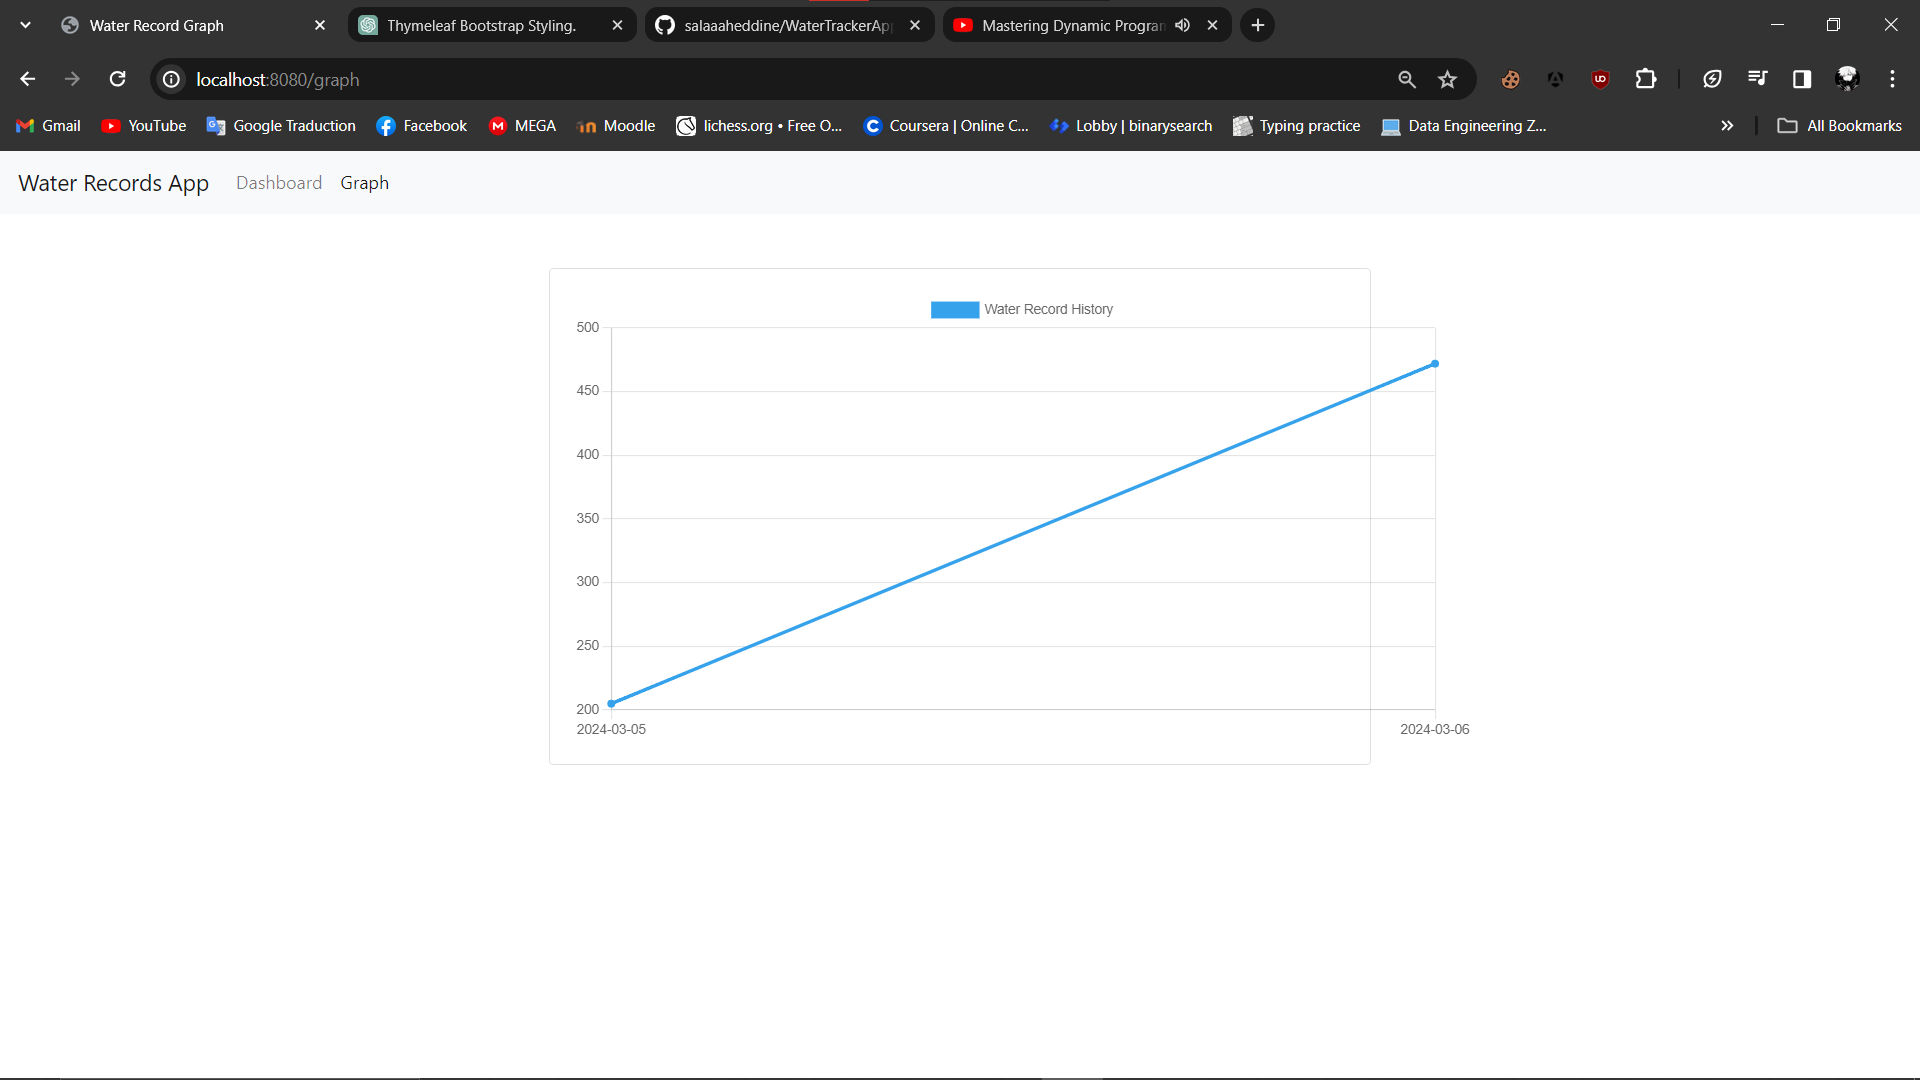 Water Record Graph
Thymeleaf Bootstrap Styling.
salaaaheddine/WaterTrackerAp
Mastering Dynamic Program
localhost:8080/graph
Gmail YouTube Google Traduction Facebook MEGA Moodle lichess.org • Free O... Coursera | Online C... Lobby | binarysearch Typing practice Data Engineering Z... All Bookmarks
Water Records App Dashboard Graph
Water Record History
500
450
400
350
300
250
200
2024-03-05 2024-03-06